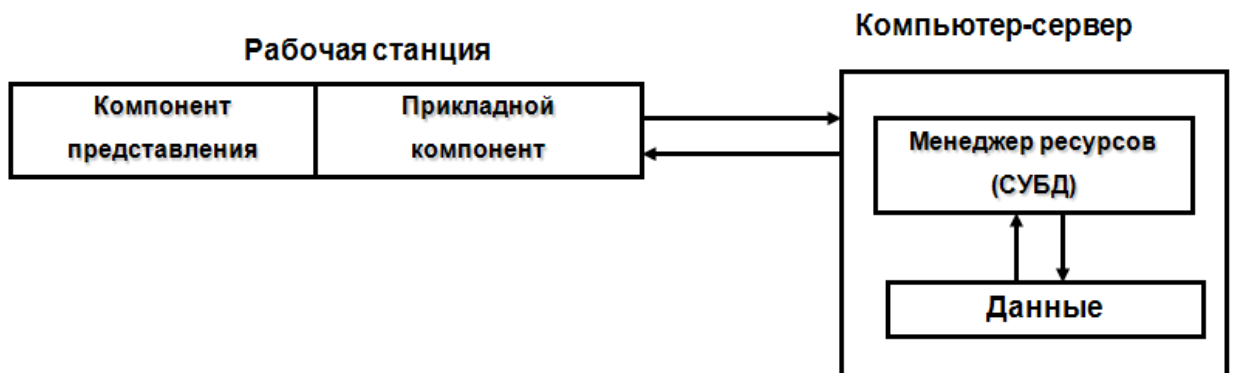 Компьютер-сервер
Рабочая станция
Компонент
представления
Прикладной
компонент
Менеджер ресурсов
(СУБД)
Данные